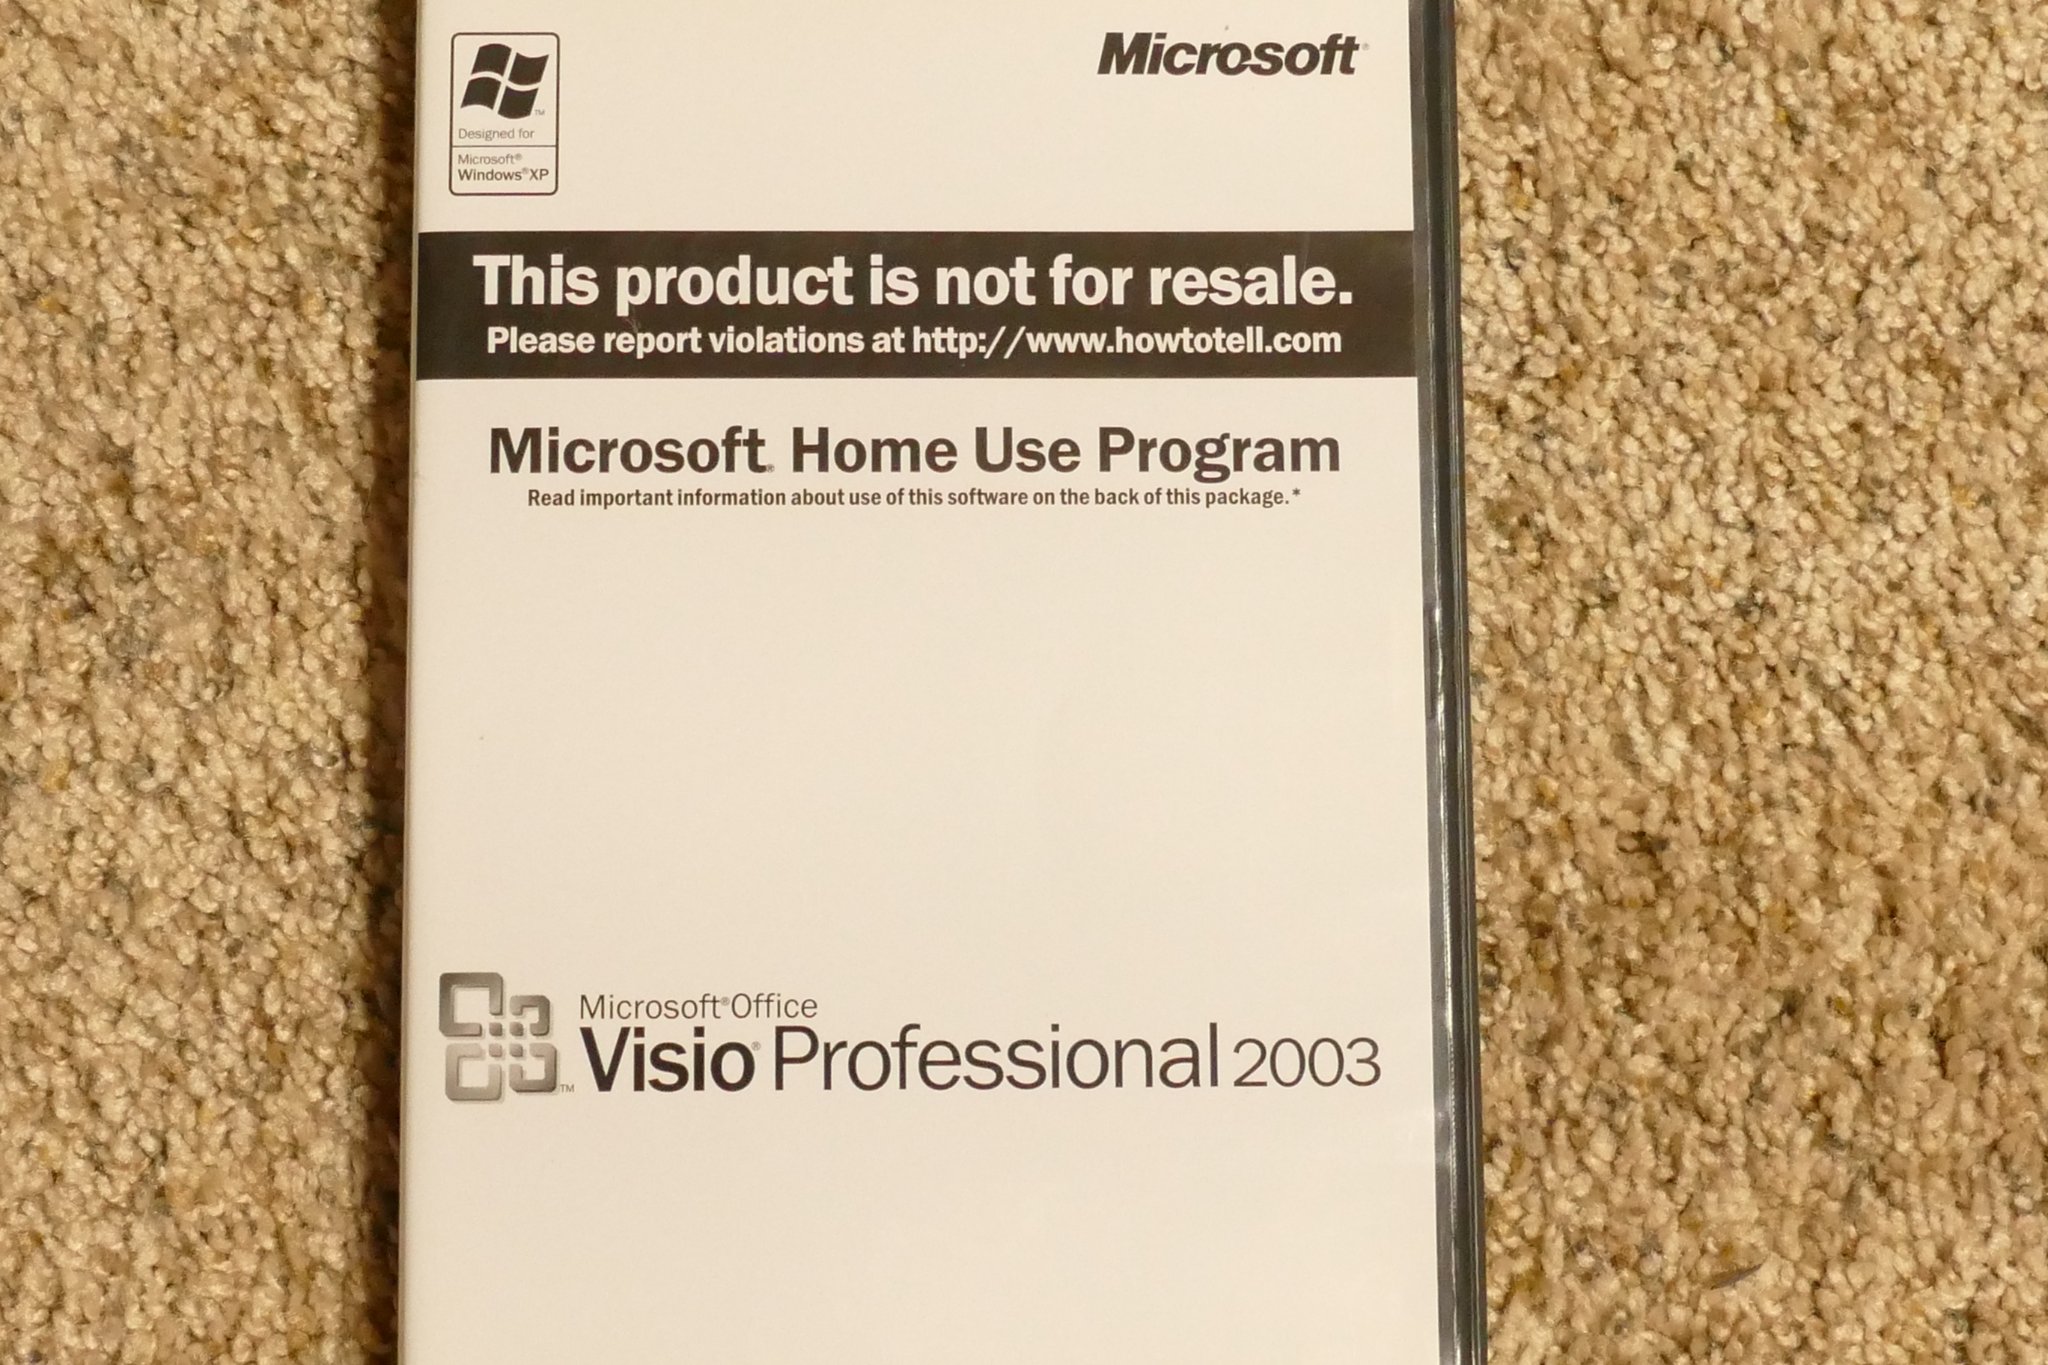 Microsoft®
™
Designed for
Microsoft®
Windows®XP
This product is not for resale.
Please report violations at http://www.howtotell.com
Microsoft® Home Use Program
Read important information about use of this software on the back of this package.*
Microsoft®Office
Visio® Professional 2003
™